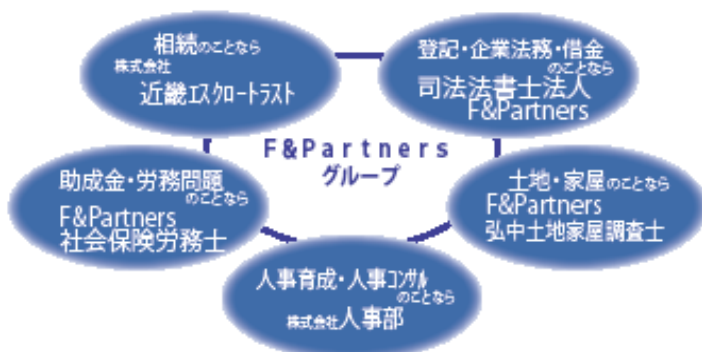 相続のことなら
株式会社
近畿エスクロートラスト
登記・企業法務・借金
のことなら
司法法書士法人
F&Partners
F&Partners
グループ
助成金・労務問題
のことなら
F&Partners
社会保険労務士
土地・家屋のことなら
F&Partners
弘中土地家屋調査士
人事育成・人事コンサル
のことなら
株式会社人事部